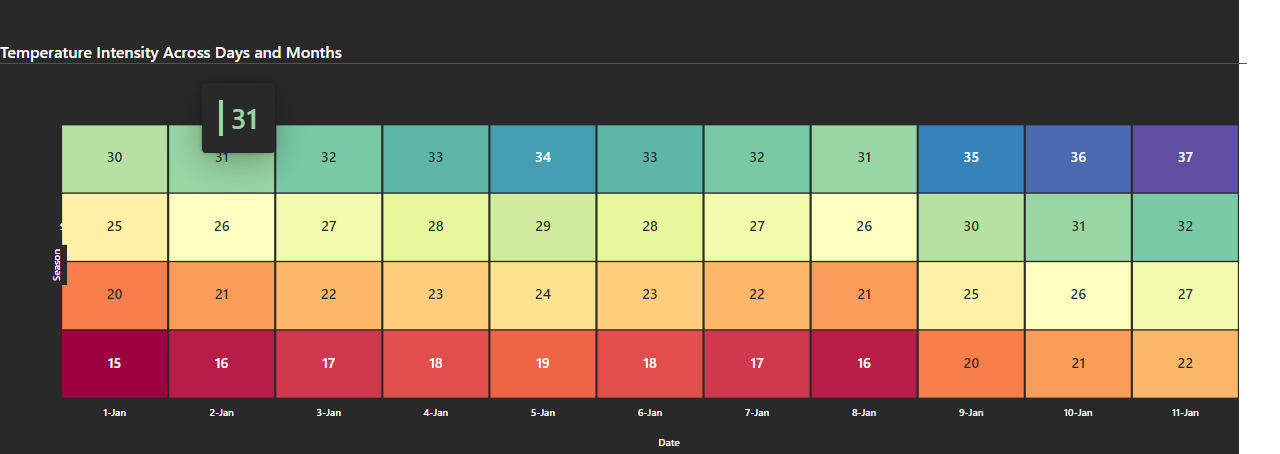 Temperature Intensity Across Days and Months
31
30 31 32 33 34 33 32 31 35 36 37
25 26 27 28 29 28 27 26 30 31 32
Season
20 21 22 23 24 23 22 21 25 26 27
15 16 17 18 19 18 17 16 20 21 22
1-Jan 2-Jan 3-Jan 4-Jan 5-Jan 6-Jan 7-Jan 8-Jan 9-Jan 10-Jan 11-Jan
Date